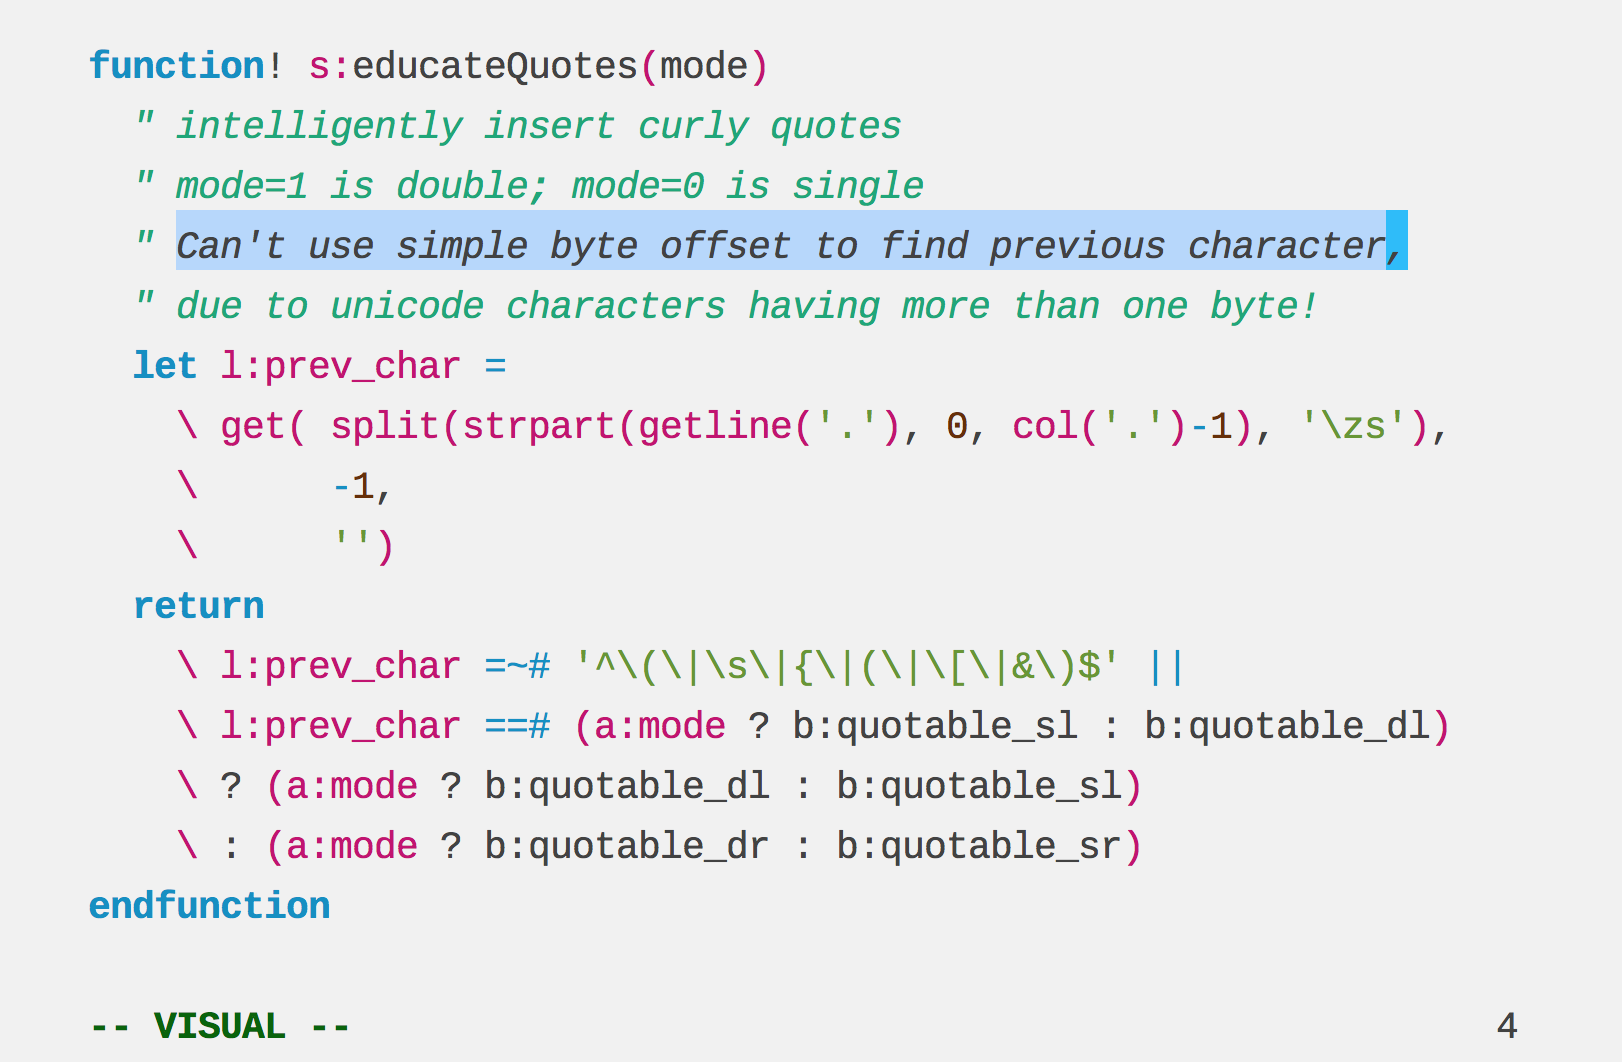 function! s:educateQuotes(mode)
  " intelligently insert curly quotes
  " mode=1 is double; mode=0 is single
  " Can't use simple byte offset to find previous character,
  " due to unicode characters having more than one byte!
  let l:prev_char =
    \ get( split(strpart(getline('.'), 0, col('.')-1), '\zs'),
    \      -1,
    \      '')
  return
    \ l:prev_char =~# '^\(\|\s\|{\|(\|\[\|&\)$' ||
    \ l:prev_char ==# (a:mode ? b:quotable_sl : b:quotable_dl)
    \ ? (a:mode ? b:quotable_dl : b:quotable_sl)
    \ : (a:mode ? b:quotable_dr : b:quotable_sr)
endfunction
-- VISUAL -- 4